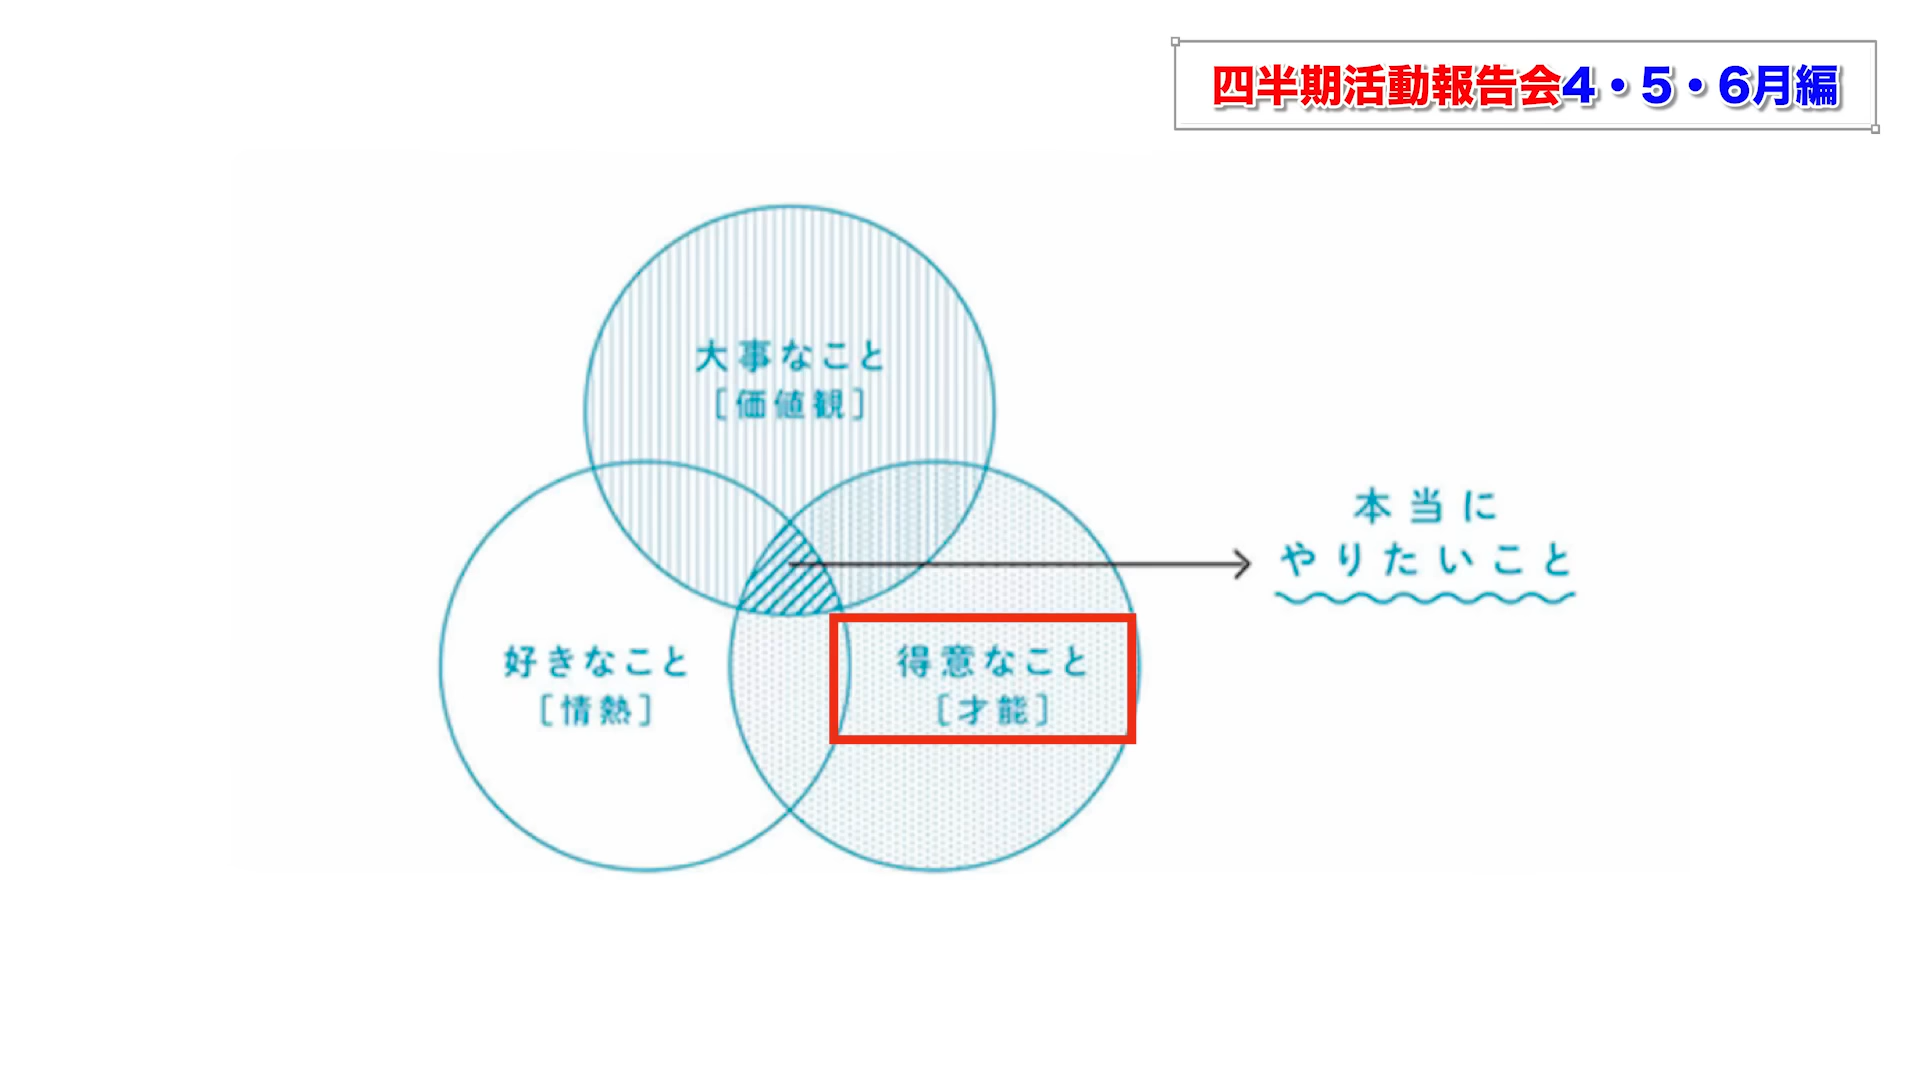 四半期活動報告会4・5・6月編
大事なこと
[価値観]
本当に
やりたいこと
好きなこと
[情熱]
得意なこと
[才能]